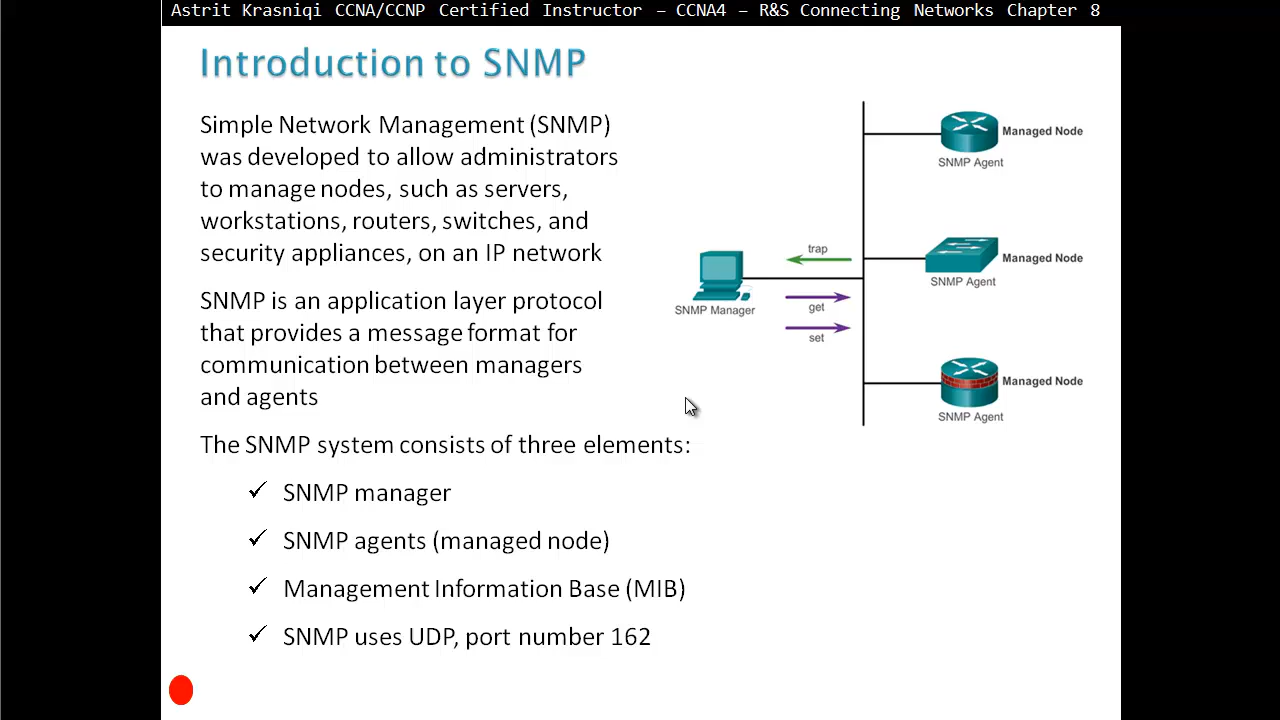 Astrit Krasniqi CCNA/CCNP Certified Instructor – CCNA4 – R&S Connecting Networks Chapter 8
Introduction to SNMP
Simple Network Management (SNMP)
was developed to allow administrators
to manage nodes, such as servers,
workstations, routers, switches, and
security appliances, on an IP network
SNMP is an application layer protocol
that provides a message format for
communication between managers
and agents
The SNMP system consists of three elements:
✓ SNMP manager
✓ SNMP agents (managed node)
✓ Management Information Base (MIB)
✓ SNMP uses UDP, port number 162
Managed Node
SNMP Agent
trap
Managed Node
SNMP Agent
SNMP Manager
get
set
Managed Node
SNMP Agent